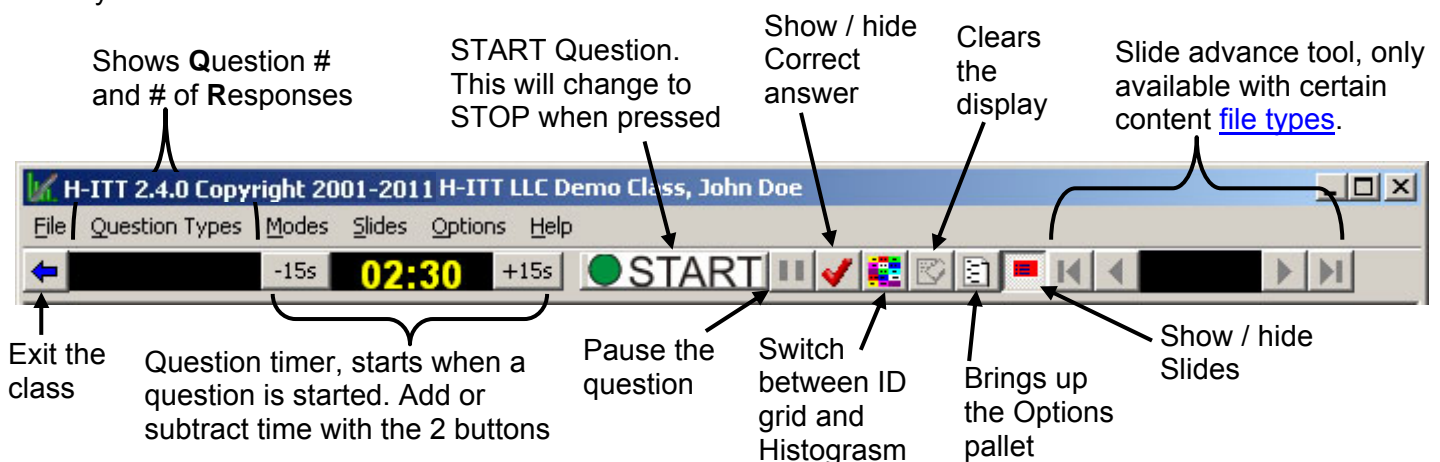 Shows Question #
and # of Responses
START Question.
This will change to
STOP when pressed
Show / hide
Correct
answer
Clears
the
display
Slide advance tool, only
available with certain
content file types.
H-ITT 2.4.0 Copyright 2001-2011 H-ITT LLC Demo Class, John Doe
File Question Types Modes Slides Options Help
-15s 02:30 +15s START
Exit the
class
Question timer, starts when a
question is started. Add or
subtract time with the 2 buttons
Pause the
question
Switch
between ID
grid and
Histograsm
Brings up
the Options
pallet
Show / hide
Slides